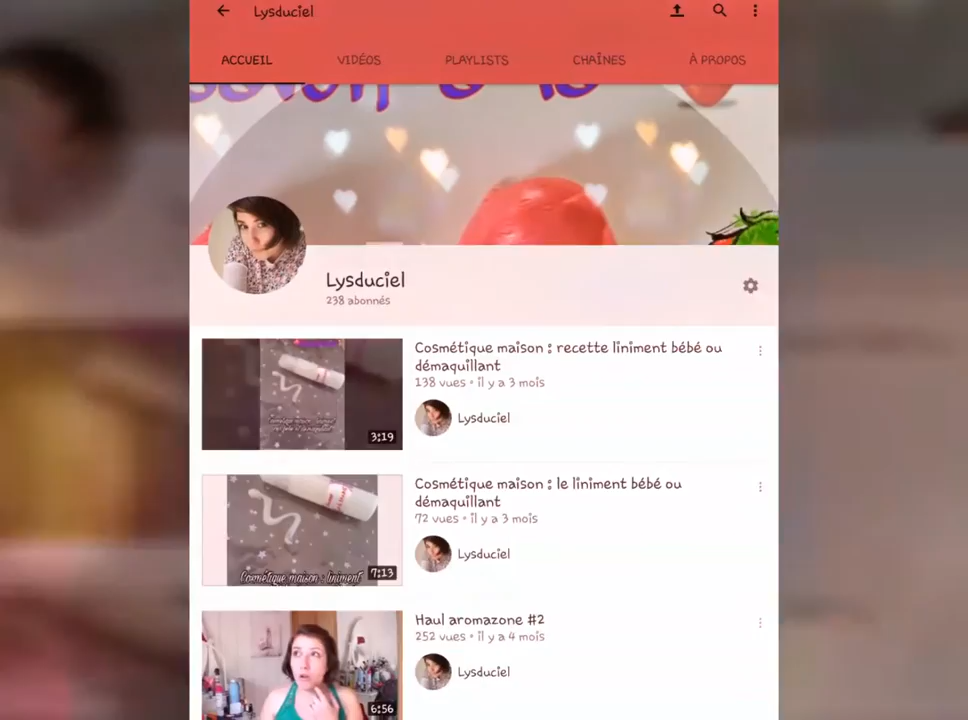 Lysduciel
ACCUEIL VIDÉOS PLAYLISTS CHAÎNES À PROPOS
Lysduciel
238 abonnés
Cosmétique maison : recette liniment bébé ou
démaquillant
138 vues • il y a 3 mois
Lysduciel
3:19
Cosmétique maison : le liniment bébé ou
démaquillant
72 vues • il y a 3 mois
Lysduciel
Cosmétique maison : liniment
7:13
Haul aromazone #2
252 vues • il y a 4 mois
Lysduciel
6:56